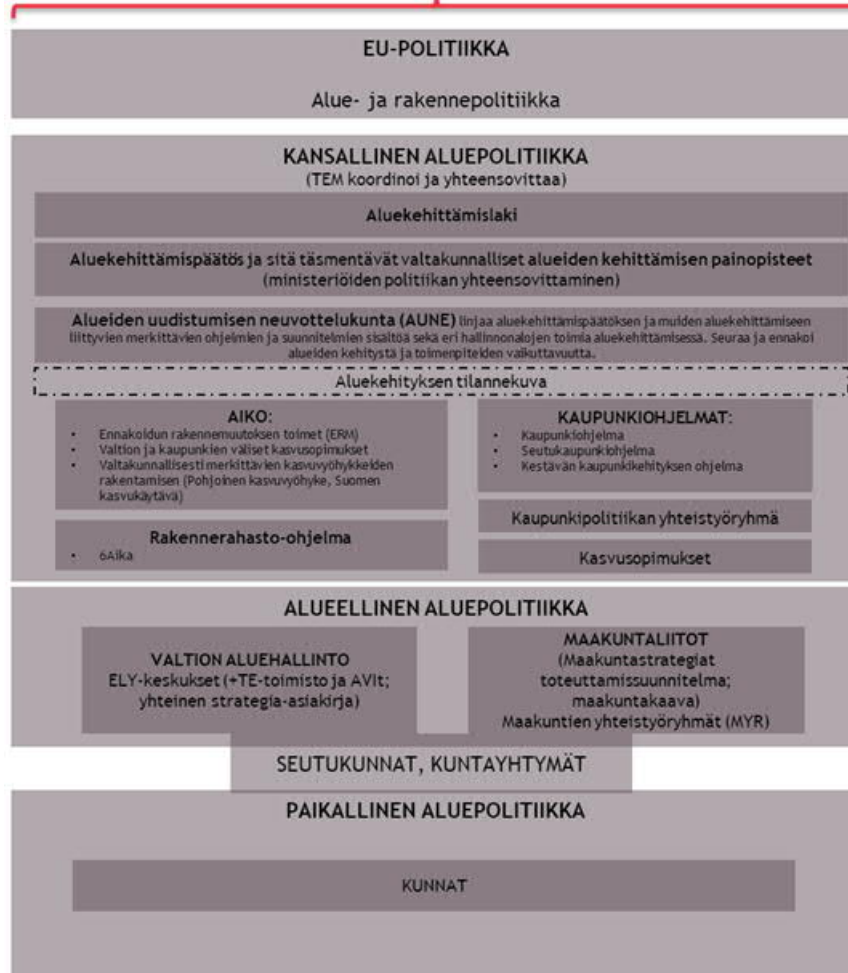 EU-POLITIIKKA
Alue- ja rakennepolitiikka
KANSALLINEN ALUEPOLITIIKKA
(TEM koordinoi ja yhteensovittaa)
Aluekehittämislaki
Aluekehittämispäätös ja sitä täsmentävät valtakunnalliset alueiden kehittämisen painopisteet
(ministeriöiden politiikan yhteensovittaminen)
Alueiden uudistumisen neuvottelukunta (AUNE) linjaa aluekehittämispäätöksen ja muiden aluekehittämiseen
liittyvien merkittävien ohjelmien ja suunnitelmien sisältöä sekä eri hallinnonalojen toimia aluekehittämisessä. Seuraa ja ennakoi
alueiden kehitystä ja toimenpiteiden vaikuttavuutta.
Aluekehityksen tilannekuva
AIKO:
• Ennakoidun rakennemuutoksen toimet (ERM)
• Valtion ja kaupunkien väliset kasvusopimukset
• Valtakunnallisesti merkittävien kasvuvyöhykkeiden
rakentamisen (Pohjoinen kasvuvyöhyke, Suomen
kasvukäytävä)
Rakennerahasto-ohjelma
• 6Aika
KAUPUNKIOHJELMAT:
• Kaupunkiohjelma
• Seutukaupunkiohjelma
• Kestävän kaupunkikehityksen ohjelma
Kaupunkipolitiikan yhteistyöryhmä
Kasvusopimukset
ALUEELLINEN ALUEPOLITIIKKA
VALTION ALUEHALLINTO
ELY-keskukset (+TE-toimisto ja AVIt;
yhteinen strategia-asiakirja)
MAAKUNTALIITOT
(Maakuntastrategiat
toteuttamissuunnitelma;
maakuntakaava)
Maakuntien yhteistyöryhmät (MYR)
SEUTUKUNNAT, KUNTAYHTYMÄT
PAIKALLINEN ALUEPOLITIIKKA
KUNNAT